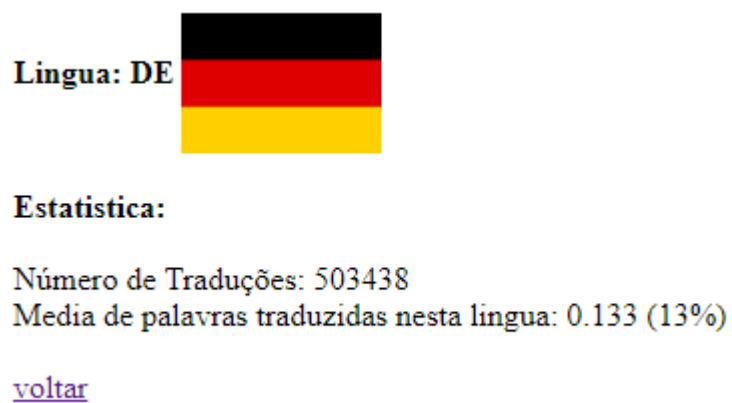 Lingua: DE
Estatistica:
Número de Traduções: 503438
Media de palavras traduzidas nesta lingua: 0.133 (13%)
voltar